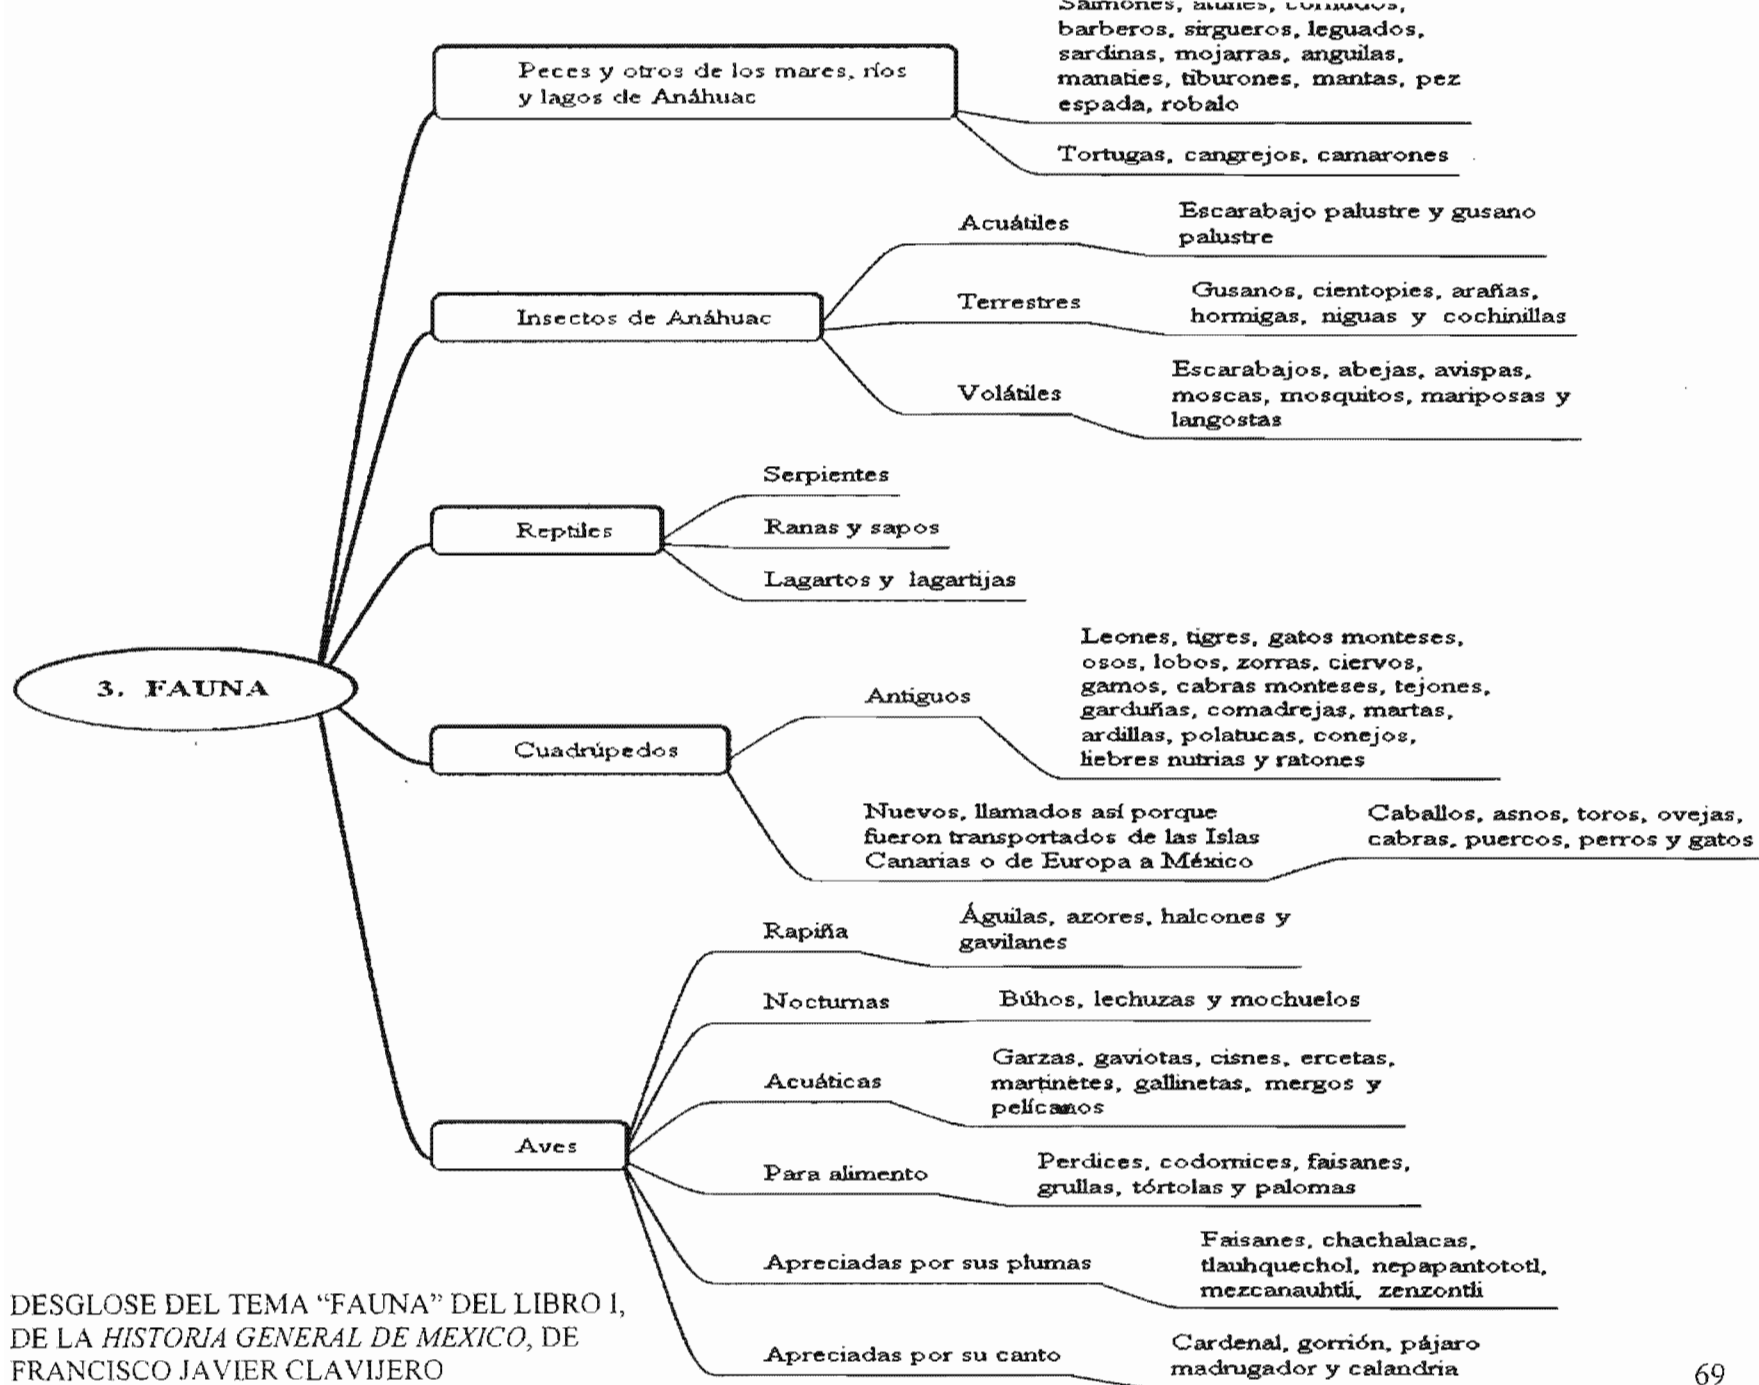 Salmones, atunes,
barberos, sirgueros, leguados,
sardinas, mojarras, anguilas,
manaties, tiburones, mantas, pez
espada, robalo
Peces y otros de los mares, ríos
y lagos de Anáhuac
Tortugas, cangrejos, camarones
Acuátiles
Escarabajo palustre y gusano
palustre
Insectos de Anáhuac
Terrestres
Gusanos, cientopies, arañas,
hormigas, niguas y cochinillas
Volátiles
Escarabajos, abejas, avispas,
moscas, mosquitos, mariposas y
langostas
Serpientes
Reptiles
Ranas y sapos
Lagartos y lagartijas
3. FAUNA
Cuadrúpedos
Antiguos
Leones, tigres, gatos monteses,
osos, lobos, zorras, ciervos,
gamos, cabras monteses, tejones,
garduñas, comadrejas, martas,
ardillas, polatucas, conejos,
liebres nutrias y ratones
Nuevos, llamados así porque
fueron transportados de las Islas
Canarias o de Europa a México
Caballos, asnos, toros, ovejas,
cabras, puercos, perros y gatos
Aves
Rapiña
Águilas, azores, halcones y
gavilanes
Nocturnas
Búhos, lechuzas y mochuelos
Acuáticas
Garzas, gaviotas, cisnes, ercetas,
martinetes, gallinetas, mergos y
pelícanos
Para alimento
Perdices, codornices, faisanes,
grullas, tórtolas y palomas
Apreciadas por sus plumas
Faisanes, chachalacas,
tlauhquechol, nepapantototl,
mezcanauhtli, zenzontli
Apreciadas por su canto
Cardenal, gorrión, pájaro
madrugador y calandria
DESGLOSE DEL TEMA “FAUNA” DEL LIBRO I,
DE LA HISTORIA GENERAL DE MEXICO, DE
FRANCISCO JAVIER CLAVIJERO
69